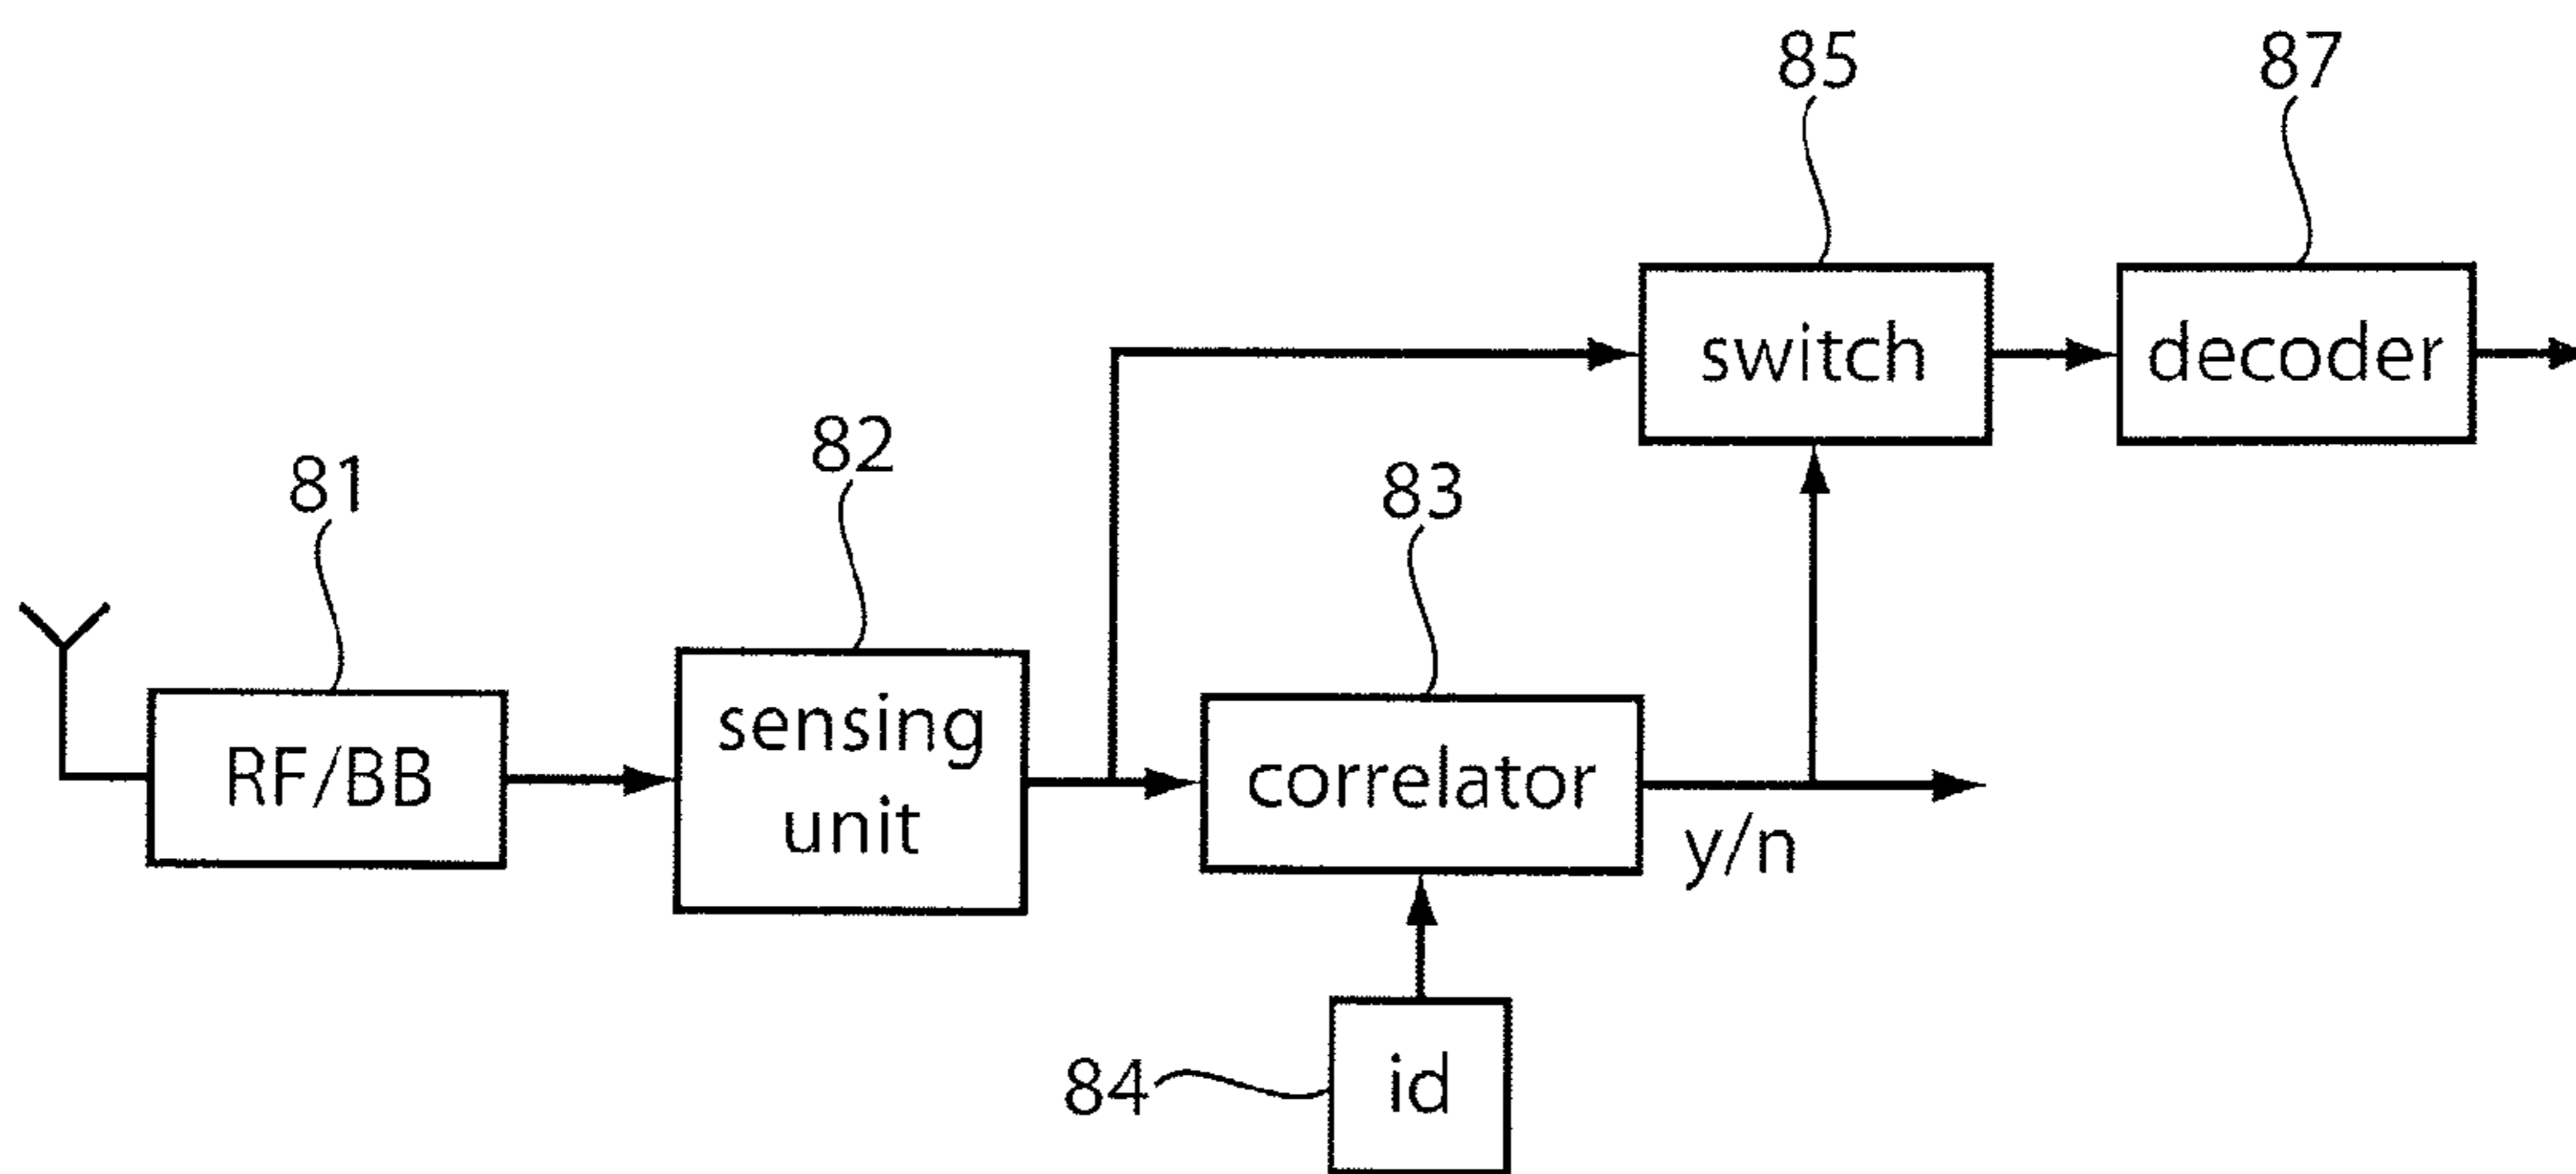 85
87
switch
decoder
82
81
83
sensing
unit
RF/BB
correlator
y/n
84
id